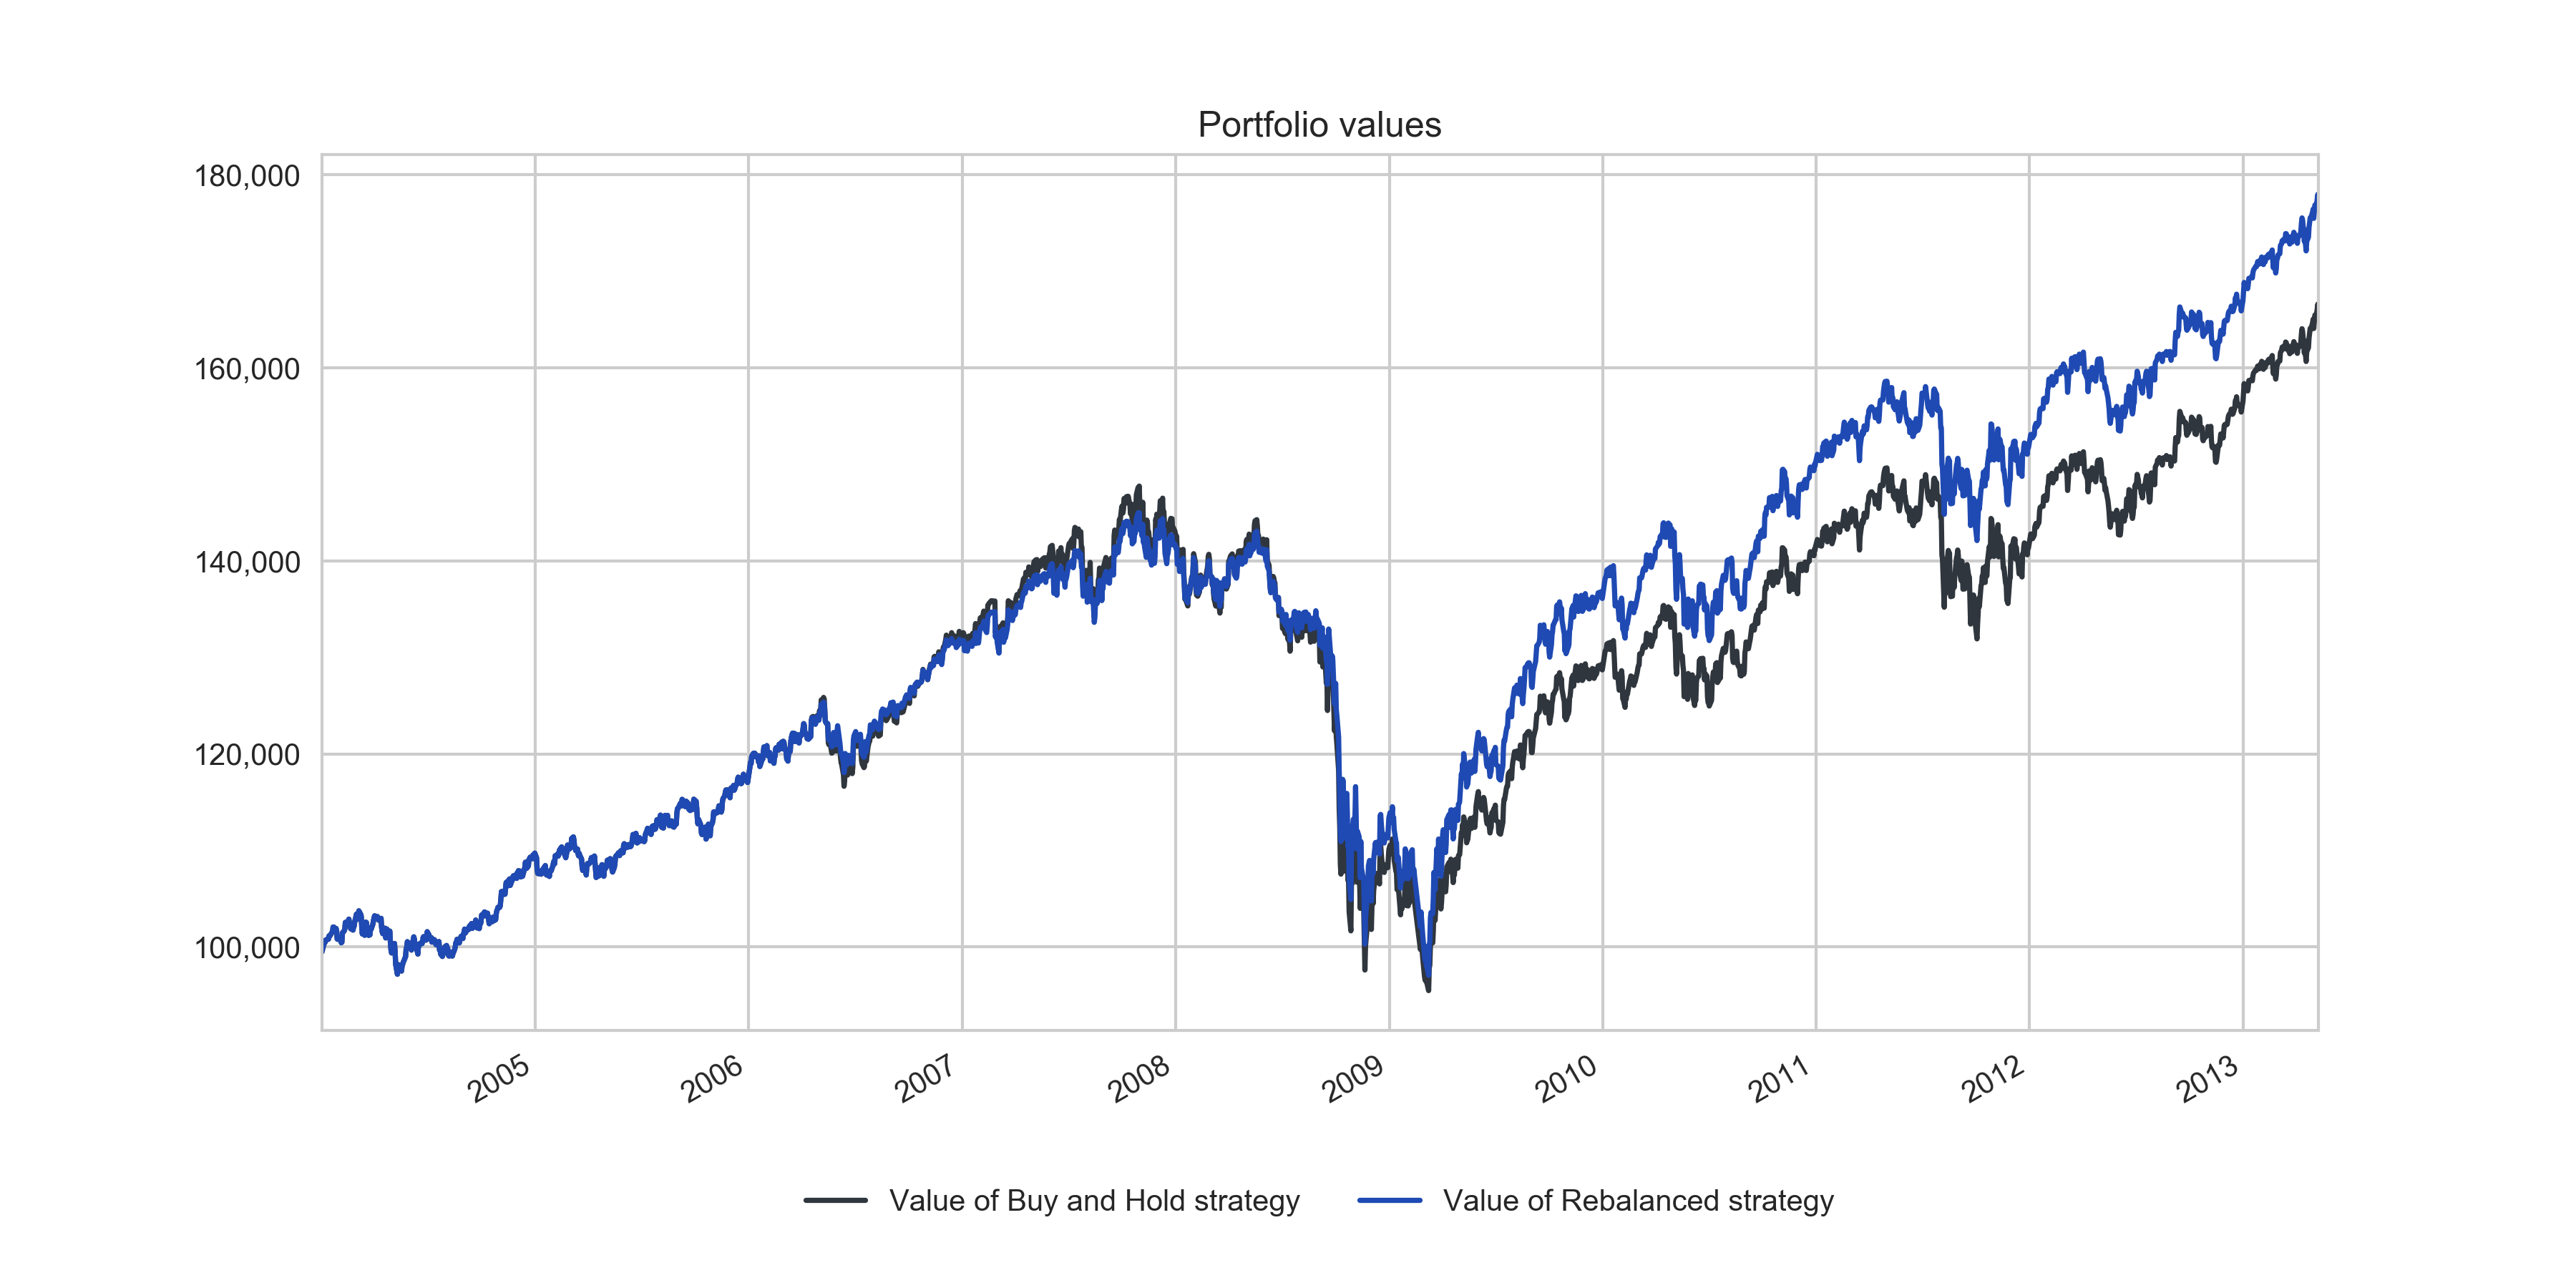 Portfolio values
180,000
160,000
140,000
120,000
100,000
2005 2006 2007 2008 2009 2010 2011 2012 2013
Value of Buy and Hold strategy Value of Rebalanced strategy